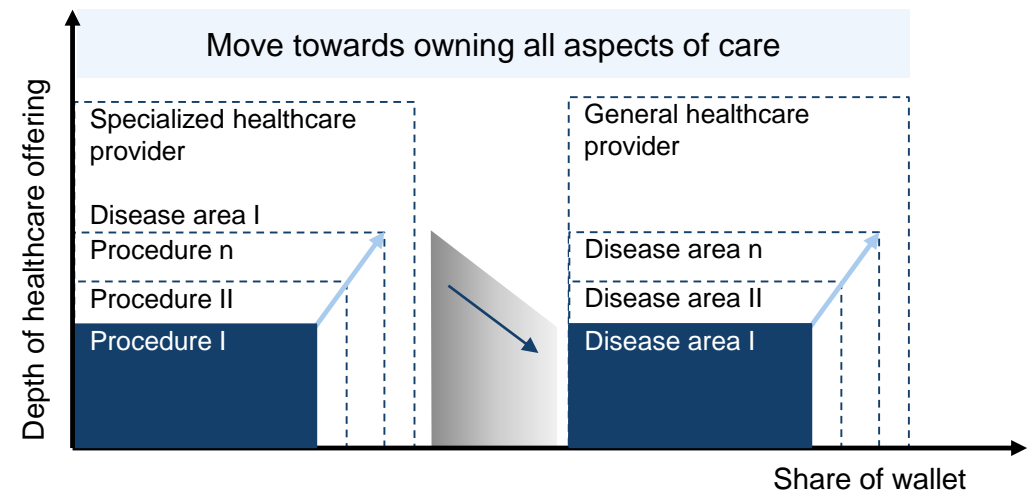 Move towards owning all aspects of care
Depth of healthcare offering
Specialized healthcare
provider
Disease area I
Procedure n
Procedure II
Procedure I
General healthcare
provider
Disease area n
Disease area II
Disease area I
Share of wallet